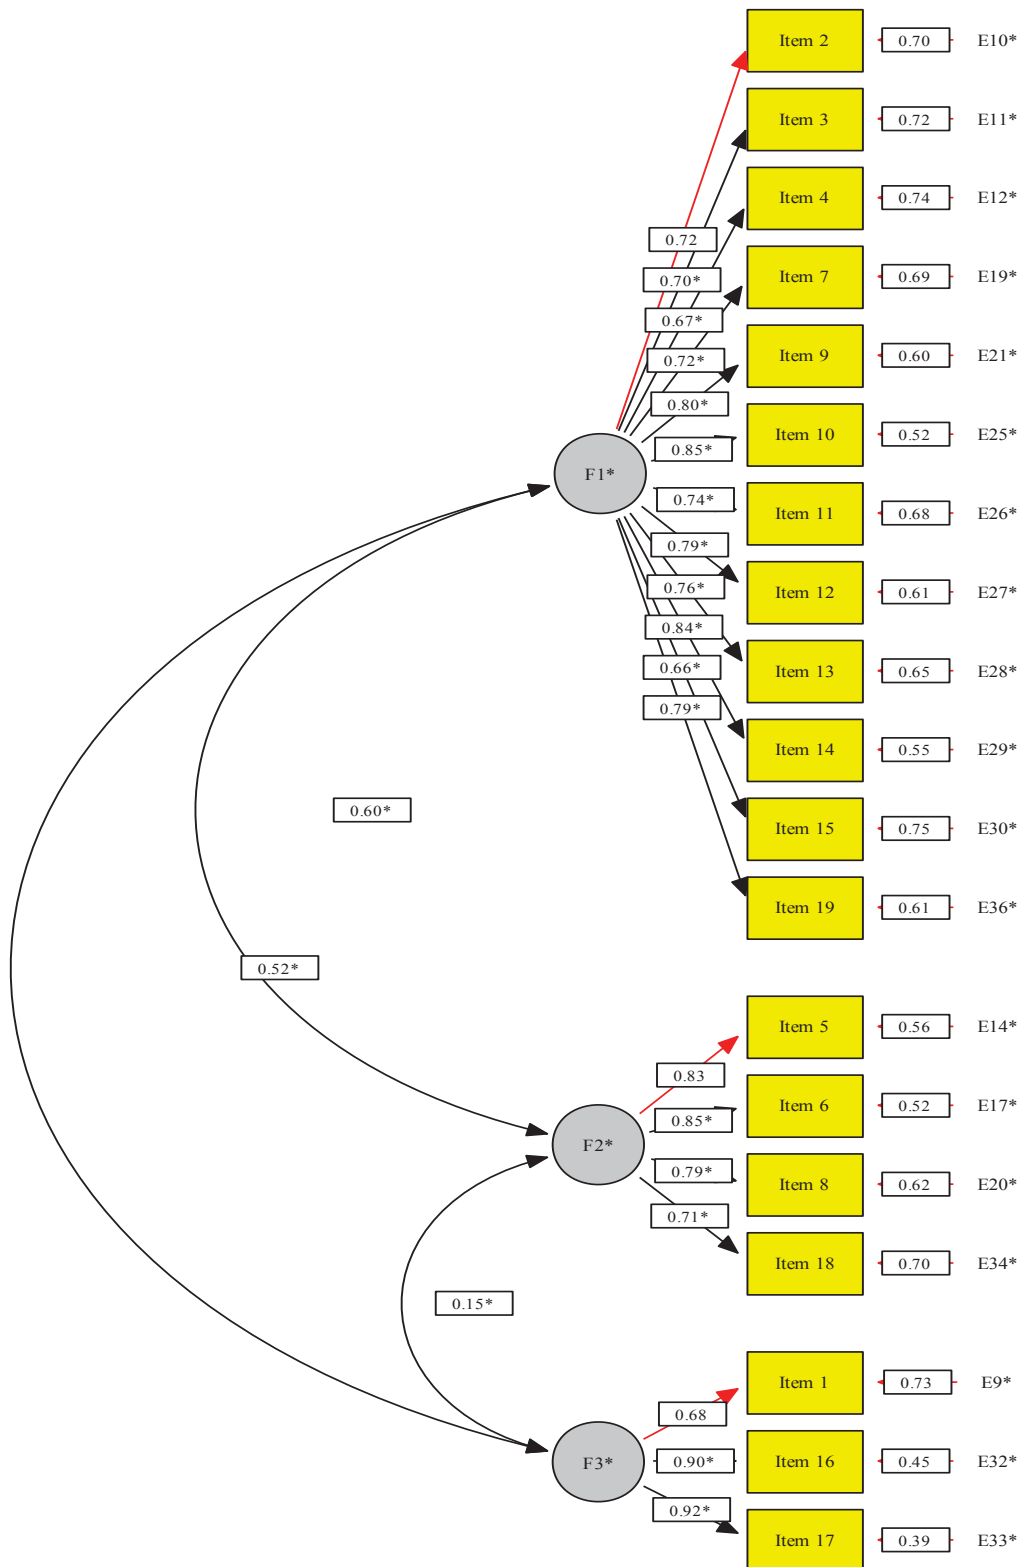 Item 2 0.70 E10*
Item 3 0.72 E11*
Item 4 0.74 E12*
0.72
Item 7 0.69 E19*
0.70*
0.67*
Item 9 0.60 E21*
0.72*
0.80*
Item 10 0.52 E25*
0.85*
F1*
0.74*
Item 11 0.68 E26*
0.79*
0.76*
Item 12 0.61 E27*
0.84*
0.66*
Item 13 0.65 E28*
0.79*
Item 14 0.55 E29*
0.60*
Item 15 0.75 E30*
Item 19 0.61 E36*
0.52*
Item 5 0.56 E14*
0.83
Item 6 0.52 E17*
0.85*
F2*
0.79*
Item 8 0.62 E20*
0.71*
Item 18 0.70 E34*
0.15*
Item 1 0.73 E9*
0.68
F3*
0.90*
Item 16 0.45 E32*
0.92*
Item 17 0.39 E33*